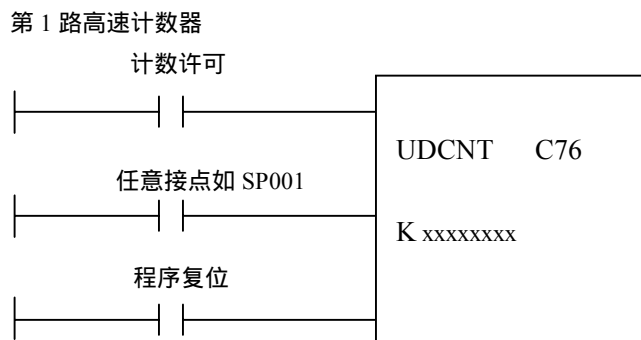 第 1 路高速计数器
计数许可
UDCNT C76
任意接点如 SP001
K xxxxxxxx
程序复位